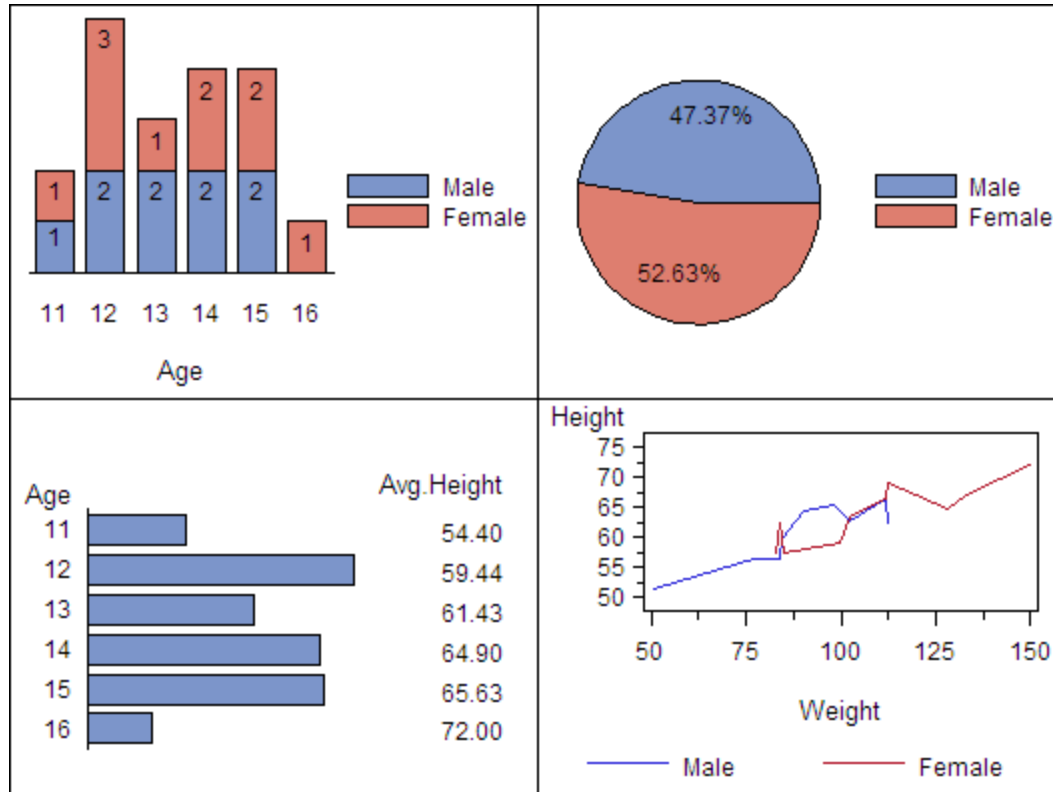 3
2 2
1
1
2 2 2 2
1
1
Male
Female
11 12 13 14 15 16
Age
47.37%
52.63%
Male
Female
Age Avg.Height
11 54.40
12 59.44
13 61.43
14 64.90
15 65.63
16 72.00
Height
75
70
65
60
55
50
50 75 100 125 150
Weight
Male Female